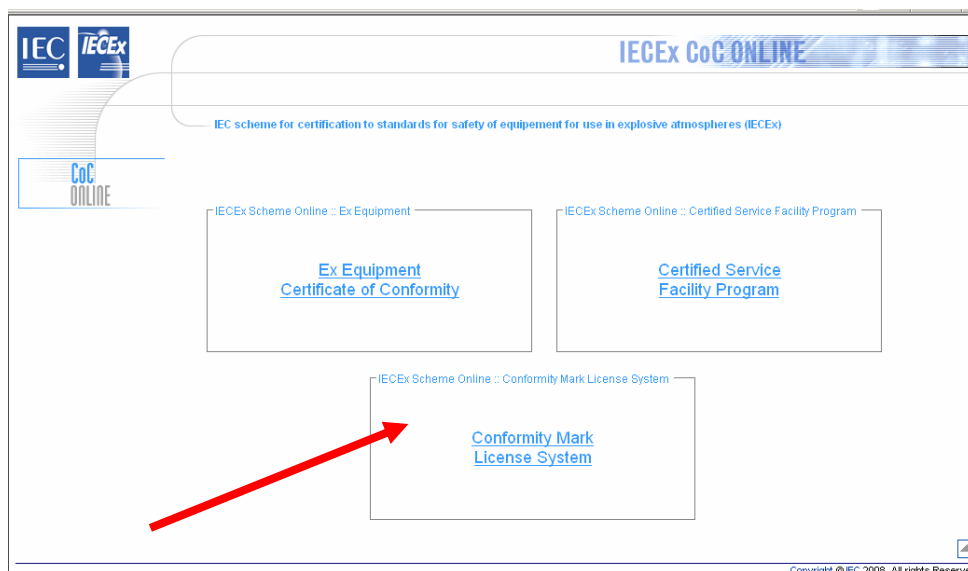 IEC
IECEx
IECEx CoC ONLINE
IEC scheme for certification to standards for safety of equipement for use in explosive atmospheres (IECEx)
CoC
ONLINE
IECEx Scheme Online :: Ex Equipment
IECEx Scheme Online :: Certified Service Facility Program
Ex Equipment
Certificate of Conformity
Certified Service
Facility Program
IECEx Scheme Online :: Conformity Mark License System
Conformity Mark
License System
Copyright @ IEC 2008. All rights Reserve